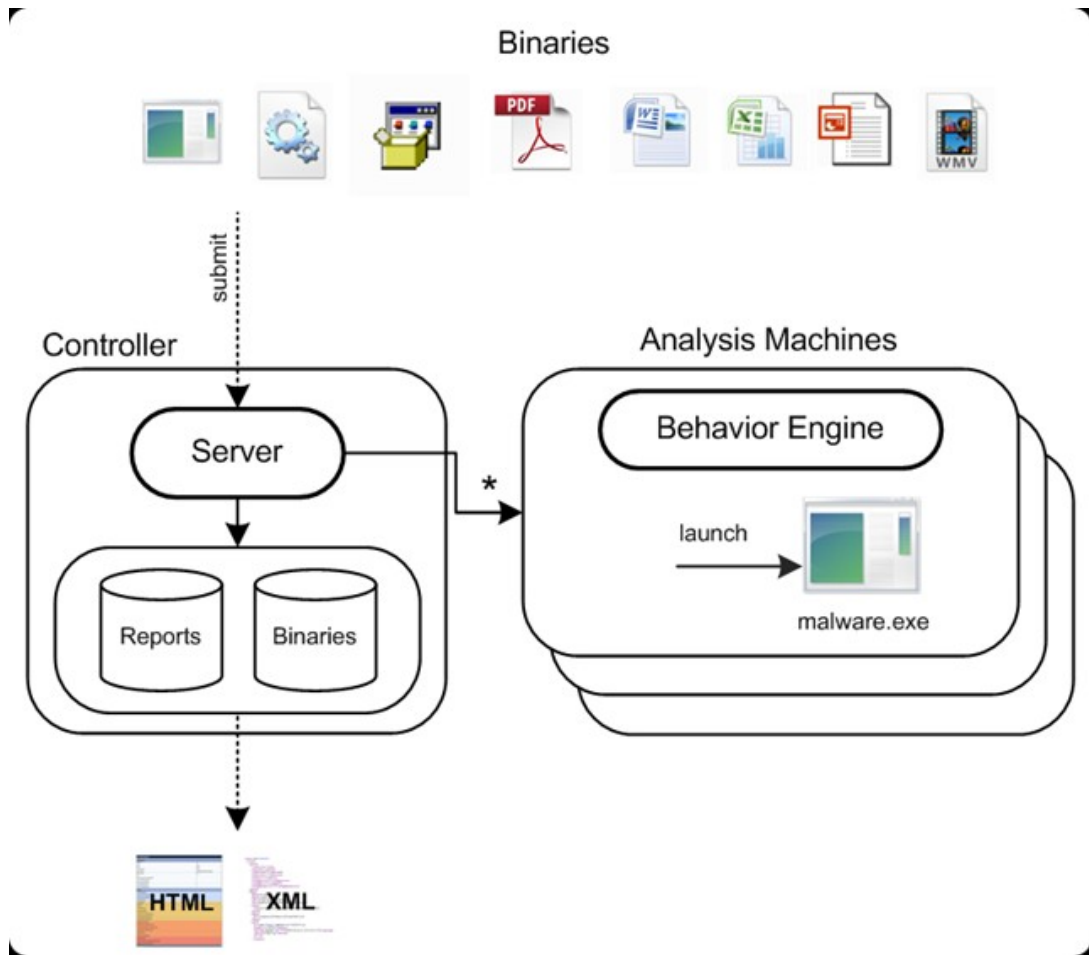 Binaries
PDF
W
X
WMV
submit
Controller
Analysis Machines
Server
*
Behavior Engine
launch
malware.exe
Reports
Binaries
HTML
XML